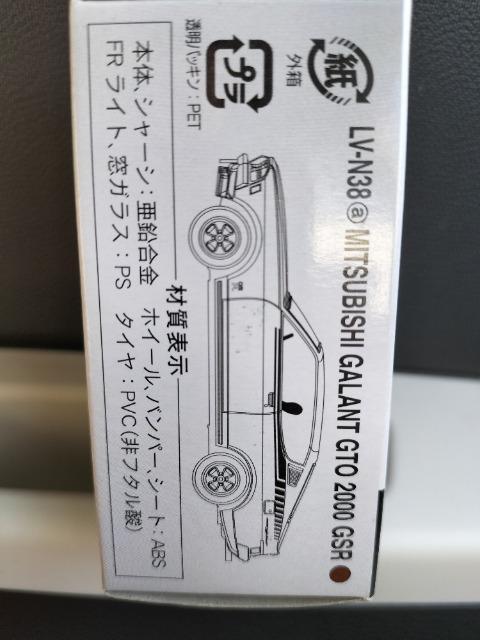 LV-N38ⓐ MITSUBISHI GALANT GTO 2000 GSR
紙
外箱
プラ
透明パッキン：PET
材質表示
本体、シャーシ：亜鉛合金　ホイール、バンパー、シート：ABS
FRライト、窓ガラス：PS　タイヤ：PVC(非フタル酸)